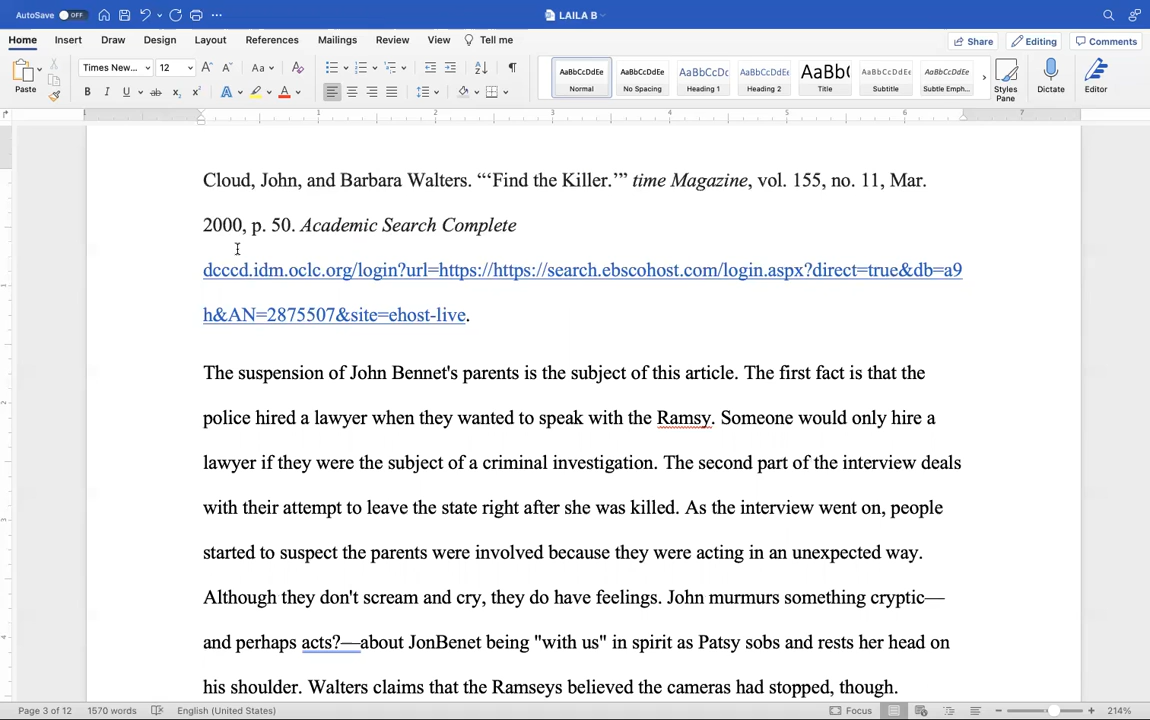 AutoSave OFF LAILA B
Home Insert Draw Design Layout References Mailings Review View Tell me Share Editing Comments
Paste Times New... 12 Aa AaBbCcDdEe AaBbCcDdEe AaBbCcDc AaBbCcDdEe AaBb( AaBbCcDdEe AaBbCcDdEe
Normal No Spacing Heading 1 Heading 2 Title Subtitle Subtle Emph... Styles Pane Dictate Editor
1 1 2 3 4 5 6 7
Cloud, John, and Barbara Walters. “‘Find the Killer.’” time Magazine, vol. 155, no. 11, Mar.
2000, p. 50. Academic Search Complete
dcccd.idm.oclc.org/login?url=https://https://search.ebscohost.com/login.aspx?direct=true&db=a9
h&AN=2875507&site=ehost-live.
The suspension of John Bennet's parents is the subject of this article. The first fact is that the
police hired a lawyer when they wanted to speak with the Ramsy. Someone would only hire a
lawyer if they were the subject of a criminal investigation. The second part of the interview deals
with their attempt to leave the state right after she was killed. As the interview went on, people
started to suspect the parents were involved because they were acting in an unexpected way.
Although they don't scream and cry, they do have feelings. John murmurs something cryptic—
and perhaps acts?—about JonBenet being "with us" in spirit as Patsy sobs and rests her head on
his shoulder. Walters claims that the Ramseys believed the cameras had stopped, though.
Page 3 of 12 1570 words English (United States) Focus 214%